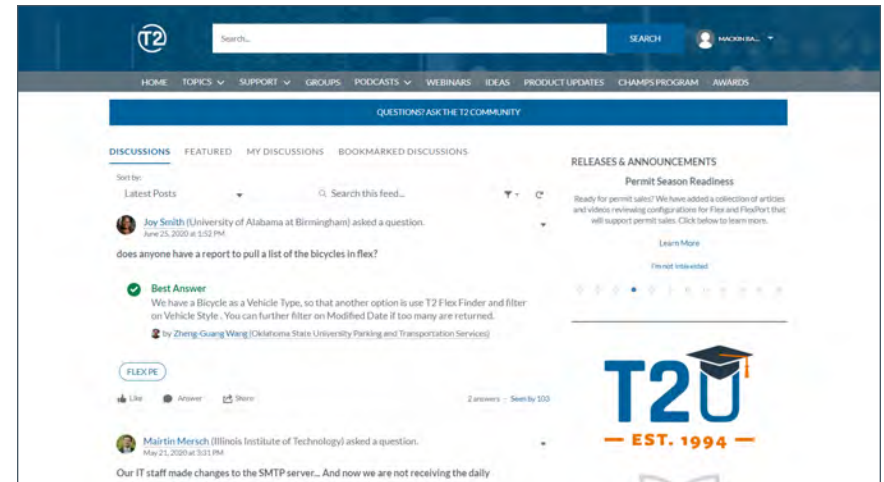 T2
Search...
SEARCH
HOME TOPICS SUPPORT GROUPS PODCASTS WEBINARS IDEAS PRODUCT UPDATES CHAMPS PROGRAM AWARDS
QUESTIONS? ASK THE T2 COMMUNITY
DISCUSSIONS FEATURED MY DISCUSSIONS BOOKMARKED DISCUSSIONS
Sort by:
Latest Posts
Search this feed...
Joy Smith (University of Alabama at Birmingham) asked a question.
June 25, 2020 at 1:52 PM
does anyone have a report to pull a list of the bicycles in flex?
Best Answer
We have a Bicycle as a Vehicle Type, so that another option is use T2 Flex Finder and filter
on Vehicle Style . You can further filter on Modified Date if too many are returned.
by Zheng-Guang Wang (Oklahoma State University Parking and Transportation Services)
FLEX PE
Like Answer Share
2 answers · Seen by 103
Mairtin Mersch (Illinois Institute of Technology) asked a question.
May 21, 2020 at 3:31 PM
Our IT staff made changes to the SMTP server... And now we are not receiving the daily
RELEASES & ANNOUNCEMENTS
Permit Season Readiness
Ready for permit sales? We have added a collection of articles
and videos reviewing configurations for Flex and FlexPort that
will support permit sales. Click below to learn more.
Learn More
I'm not interested
T2U
EST. 1994